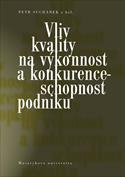 PETR SUCHÁNEK a kol.
Vliv
kvality
na výkonnost
a konkurence-
schopnost
podniku
Masarykova univerzita